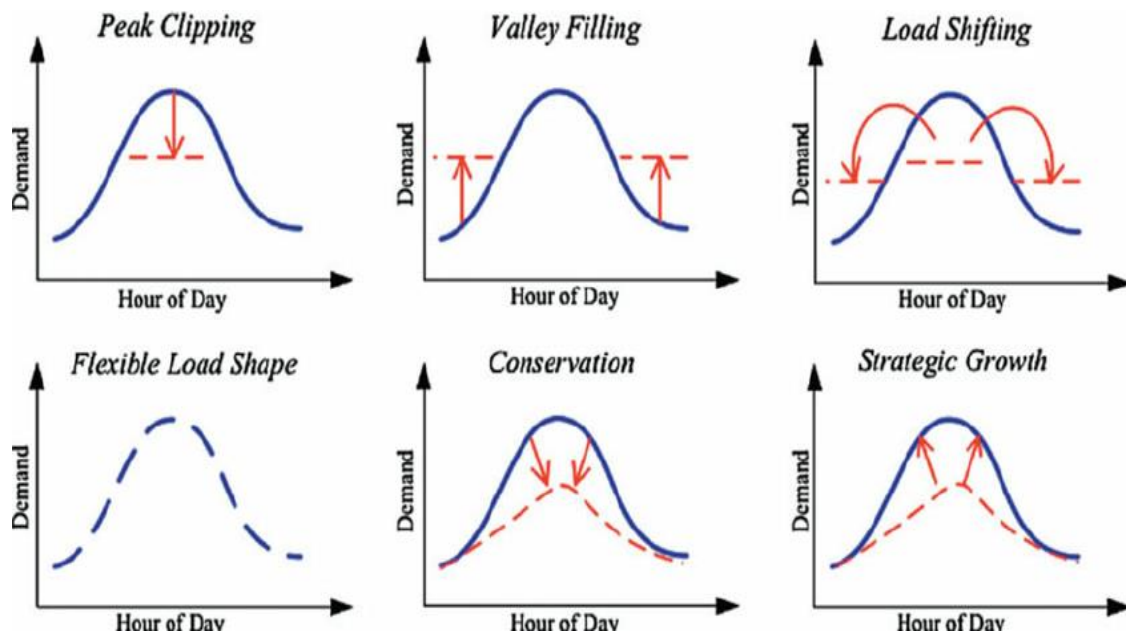 Peak Clipping
Demand
Hour of Day
Valley Filling
Demand
Hour of Day
Load Shifting
Demand
Hour of Day
Flexible Load Shape
Demand
Hour of Day
Conservation
Demand
Hour of Day
Strategic Growth
Demand
Hour of Day